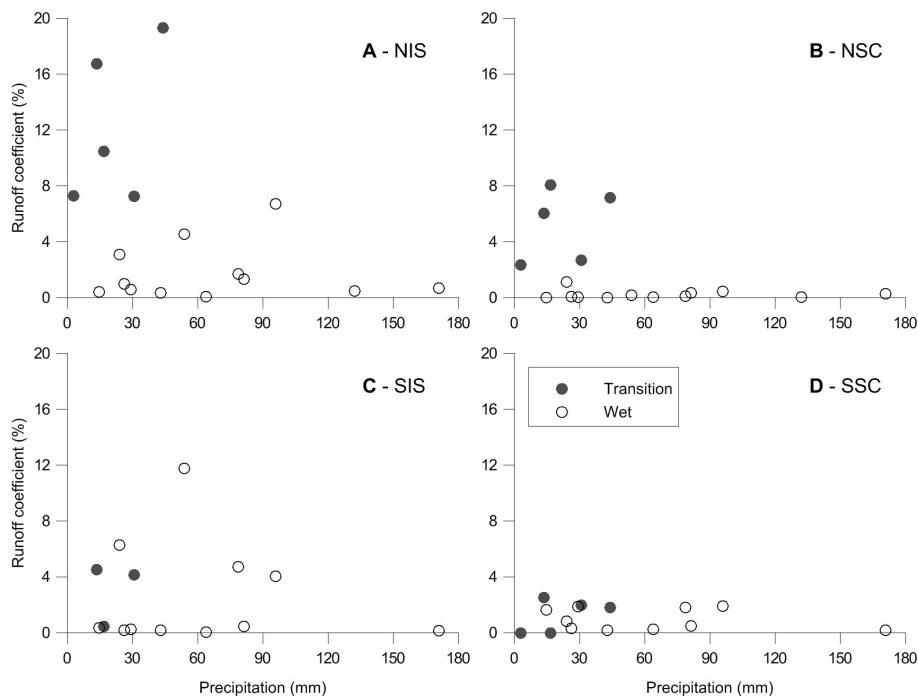 20
16
12
8
4
0
Runoff coefficient (%)
A - NIS
0 30 60 90 120 150 180
20
16
12
8
4
0
B - NSC
0 30 60 90 120 150 180
20
16
12
8
4
0
Runoff coefficient (%)
C - SIS
0 30 60 90 120 150 180
Precipitation (mm)
20
16
12
8
4
0
Transition
Wet
D - SSC
0 30 60 90 120 150 180
Precipitation (mm)